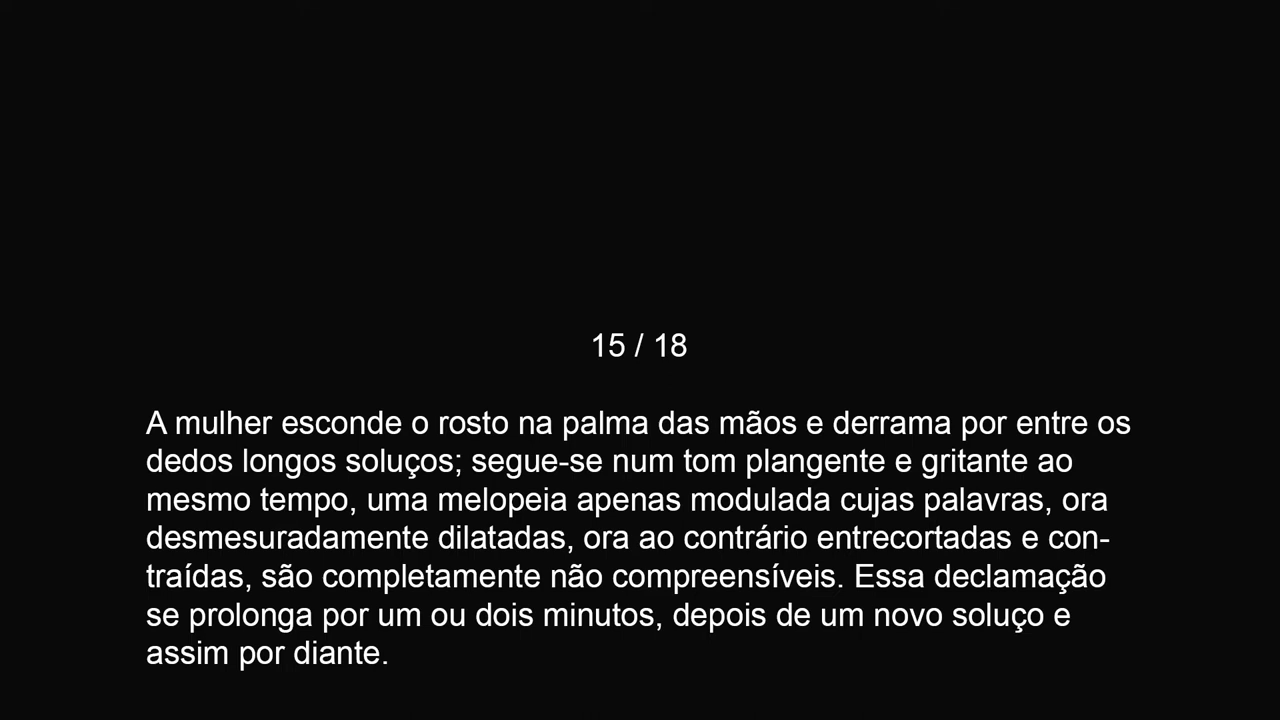 15 / 18
A mulher esconde o rosto na palma das mãos e derrama por entre os
dedos longos soluços; segue-se num tom plangente e gritante ao
mesmo tempo, uma melopeia apenas modulada cujas palavras, ora
desmesuradamente dilatadas, ora ao contrário entrecortadas e con-
traídas, são completamente não compreensíveis. Essa declamação
se prolonga por um ou dois minutos, depois de um novo soluço e
assim por diante.